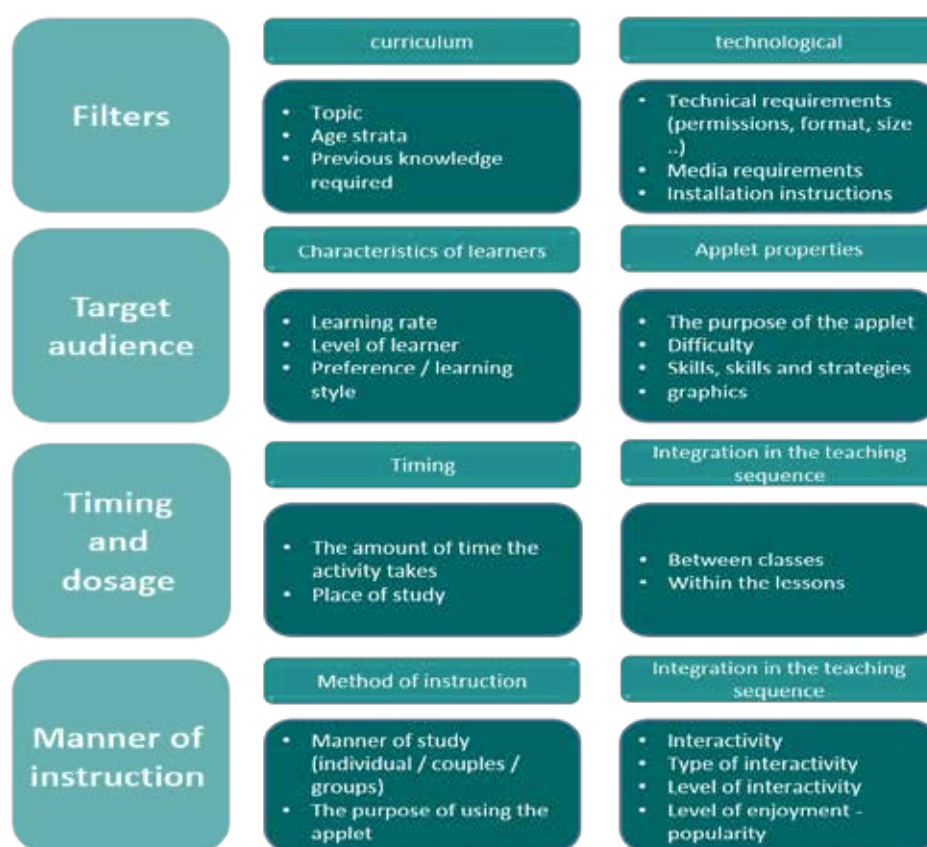 Filters
curriculum
• Topic
• Age strata
• Previous knowledge
required
technological
• Technical requirements
(permissions, format, size
..)
• Media requirements
• Installation instructions
Target
audience
Characteristics of learners
• Learning rate
• Level of learner
• Preference / learning
style
Applet properties
• The purpose of the applet
• Difficulty
• Skills, skills and strategies
• graphics
Timing
and
dosage
Timing
• The amount of time the
activity takes
• Place of study
Integration in the teaching
sequence
• Between classes
• Within the lessons
Manner of
instruction
Method of instruction
• Manner of study
(individual / couples /
groups)
• The purpose of using the
applet
Integration in the teaching
sequence
• Interactivity
• Type of interactivity
• Level of interactivity
• Level of enjoyment -
popularity